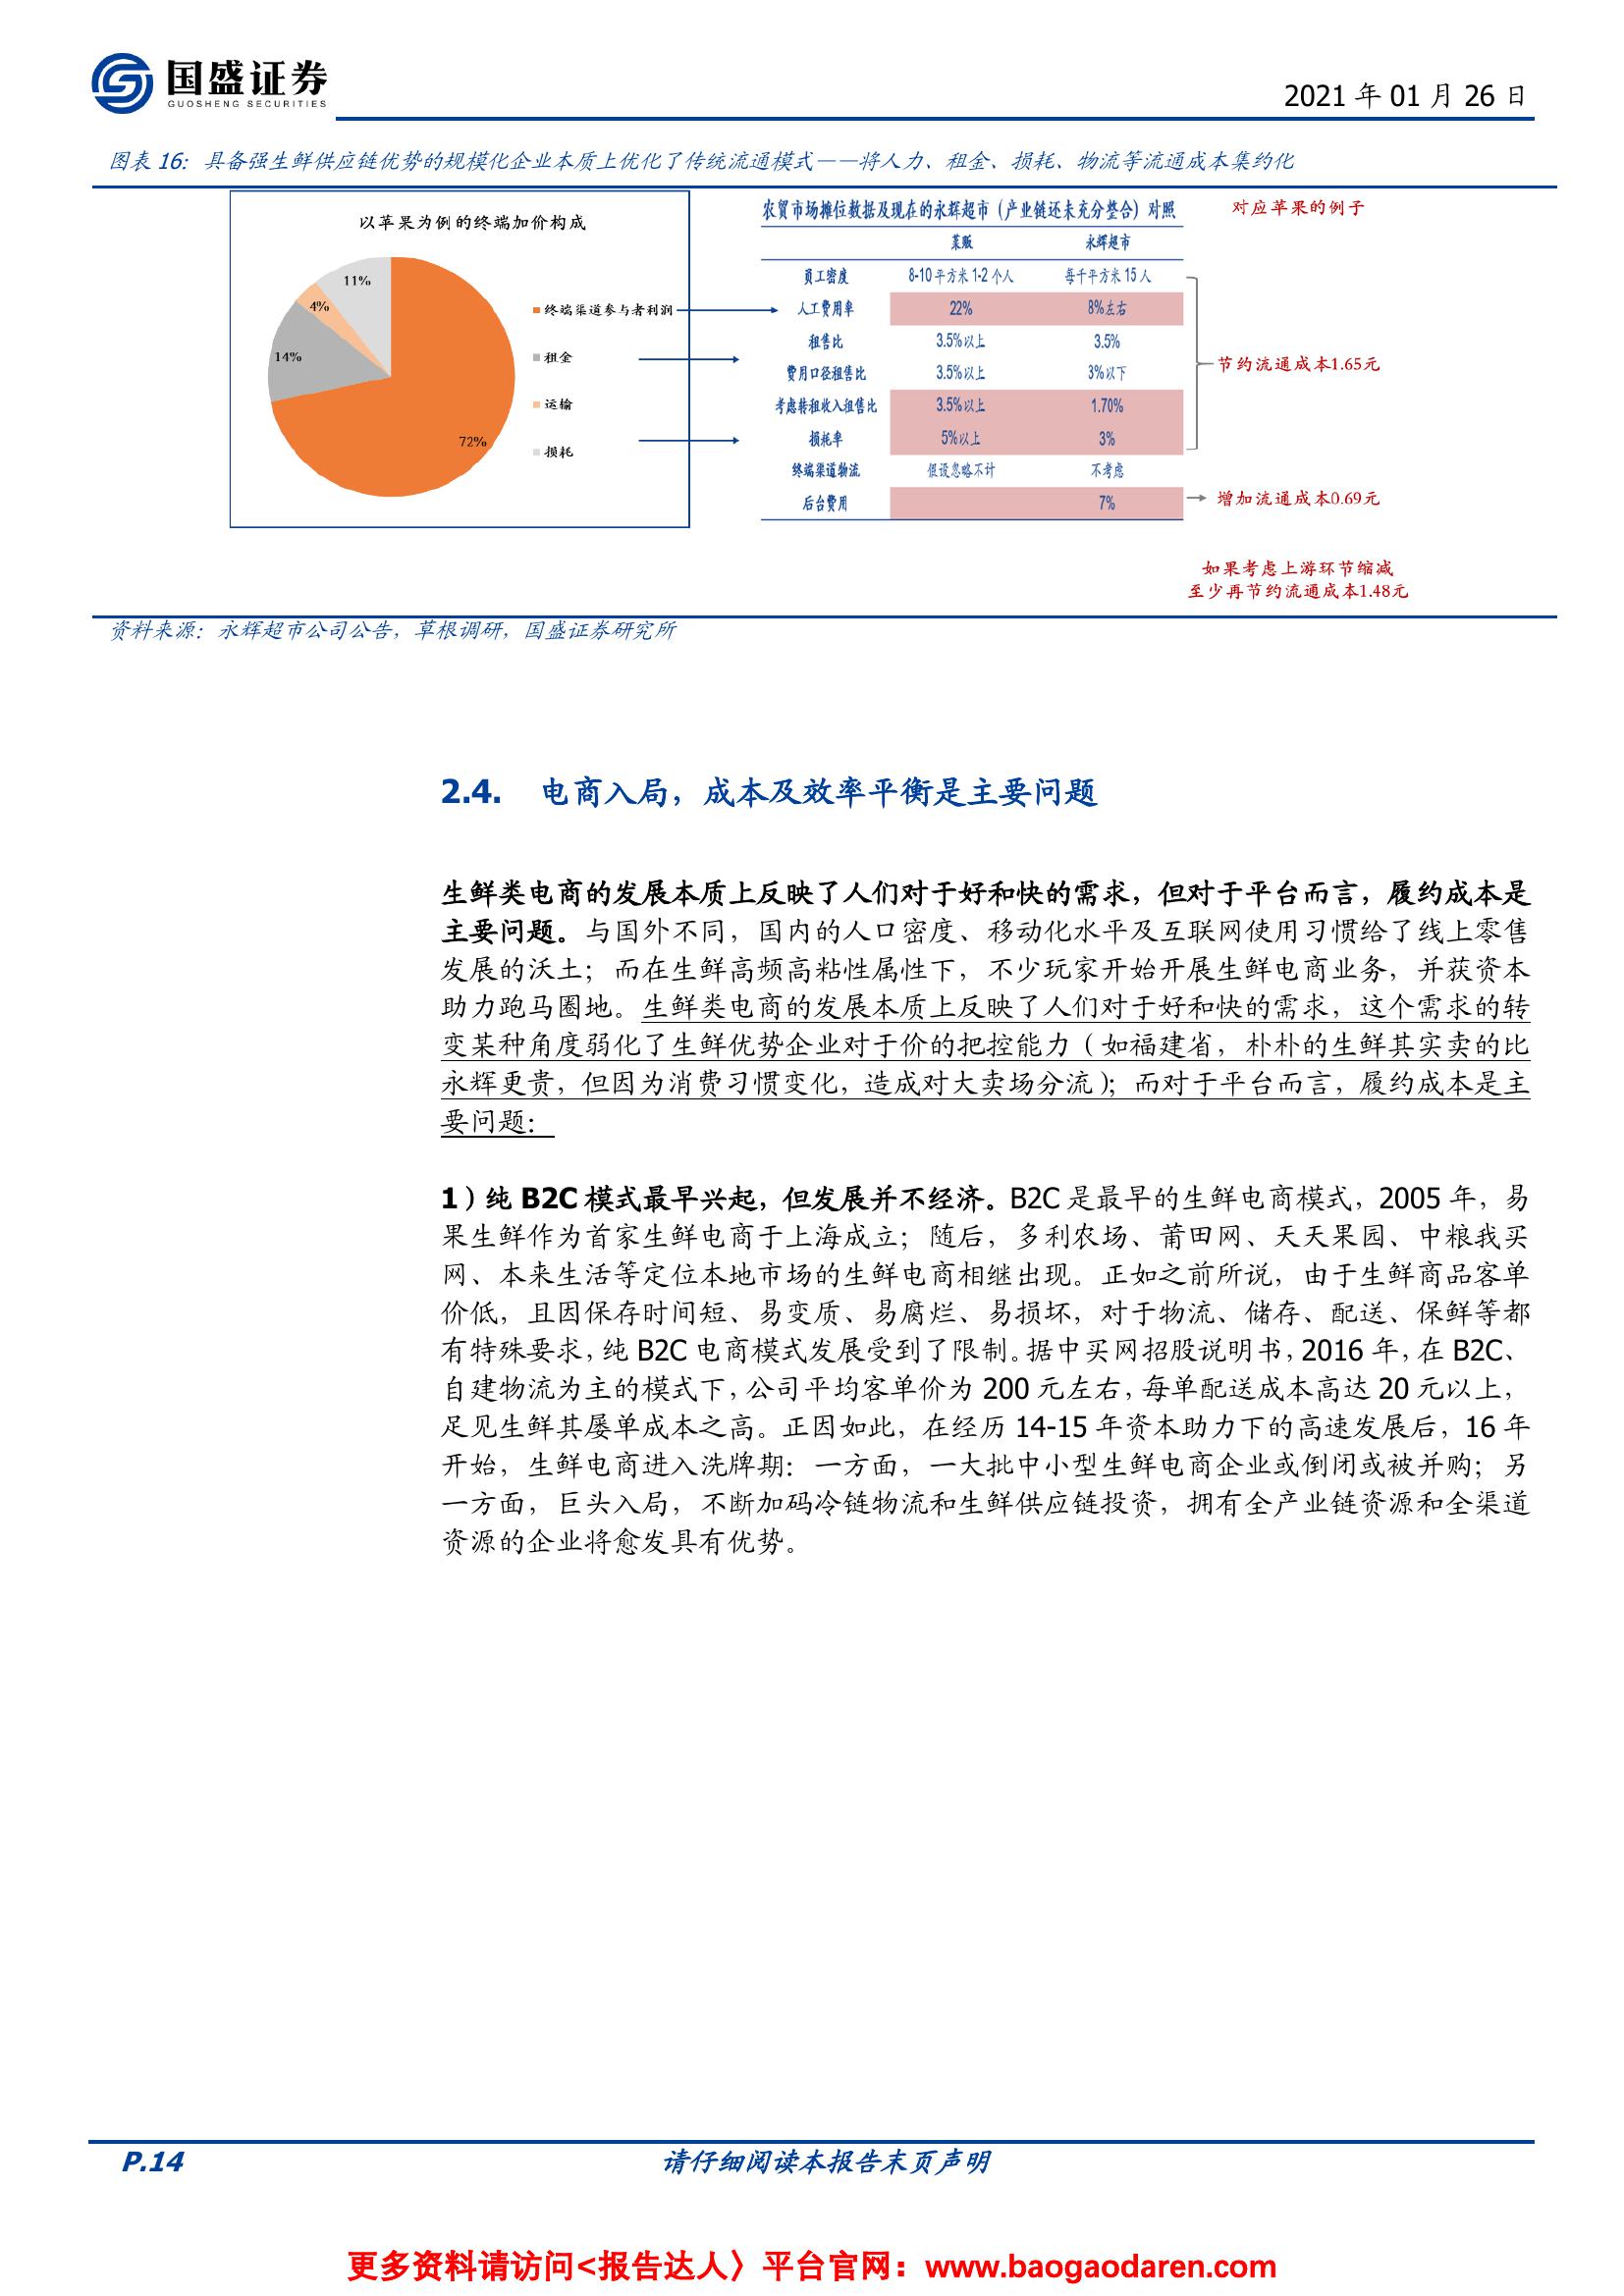 国盛证券
GUOSHENG SECURITIES
2021 年 01 月 26 日
图表 16: 具备强生鲜供应链优势的规模化企业本质上优化了传统流通模式——将人力、租金、损耗、物流等流通成本集约化
以苹果为例的终端加价构成
11%
4%
14%
72%
终端渠道参与者利润
租金
运输
损耗
农贸市场摊位数据及现在的永辉超市（产业链还未充分整合）对照
菜贩 永辉超市
员工密度 8-10 平方米 1-2 个人 每千平方米 15 人
人工费用率 22% 8%左右
租售比 3.5%以上 3.5%
费用口径租售比 3.5%以上 3%以下
考虑转租收入租售比 3.5%以上 1.70%
损耗率 5%以上 3%
终端渠道物流 假设忽略不计 不考虑
后台费用 7%
对应苹果的例子
节约流通成本1.65元
增加流通成本0.69元
如果考虑上游环节缩减
至少再节约流通成本1.48元
资料来源：永辉超市公司公告，草根调研，国盛证券研究所
2.4. 电商入局，成本及效率平衡是主要问题
生鲜类电商的发展本质上反映了人们对于好和快的需求，但对于平台而言，履约成本是
主要问题。与国外不同，国内的人口密度、移动化水平及互联网使用习惯给了线上零售
发展的沃土；而在生鲜高频高粘性属性下，不少玩家开始开展生鲜电商业务，并获资本
助力跑马圈地。生鲜类电商的发展本质上反映了人们对于好和快的需求，这个需求的转
变某种角度弱化了生鲜优势企业对于价的把控能力（如福建省，朴朴的生鲜其实卖的比
永辉更贵，但因为消费习惯变化，造成对大卖场分流）；而对于平台而言，履约成本是主
要问题：
1）纯 B2C 模式最早兴起，但发展并不经济。B2C 是最早的生鲜电商模式，2005 年，易
果生鲜作为首家生鲜电商于上海成立；随后，多利农场、莆田网、天天果园、中粮我买
网、本来生活等定位本地市场的生鲜电商相继出现。正如之前所说，由于生鲜商品客单
价低，且因保存时间短、易变质、易腐烂、易损坏，对于物流、储存、配送、保鲜等都
有特殊要求，纯 B2C 电商模式发展受到了限制。据中买网招股说明书，2016 年，在 B2C、
自建物流为主的模式下，公司平均客单价为 200 元左右，每单配送成本高达 20 元以上，
足见生鲜其屡单成本之高。正因如此，在经历 14-15 年资本助力下的高速发展后，16 年
开始，生鲜电商进入洗牌期：一方面，一大批中小型生鲜电商企业或倒闭或被并购；另
一方面，巨头入局，不断加码冷链物流和生鲜供应链投资，拥有全产业链资源和全渠道
资源的企业将愈发具有优势。
P.14
请仔细阅读本报告末页声明
更多资料请访问<报告达人〉平台官网：www.baogaodaren.com